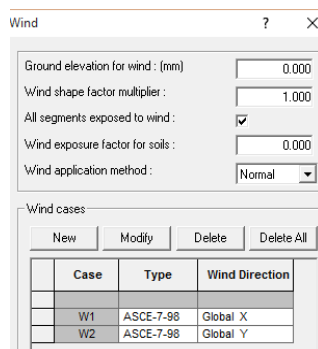 Wind ? X
Ground elevation for wind : (mm) 0.000
Wind shape factor multiplier : 1.000
All segments exposed to wind :
Wind exposure factor for soils : 0.000
Wind application method : Normal
Wind cases
New Modify Delete Delete All
Case Type Wind Direction
W1 ASCE-7-98 Global X
W2 ASCE-7-98 Global Y